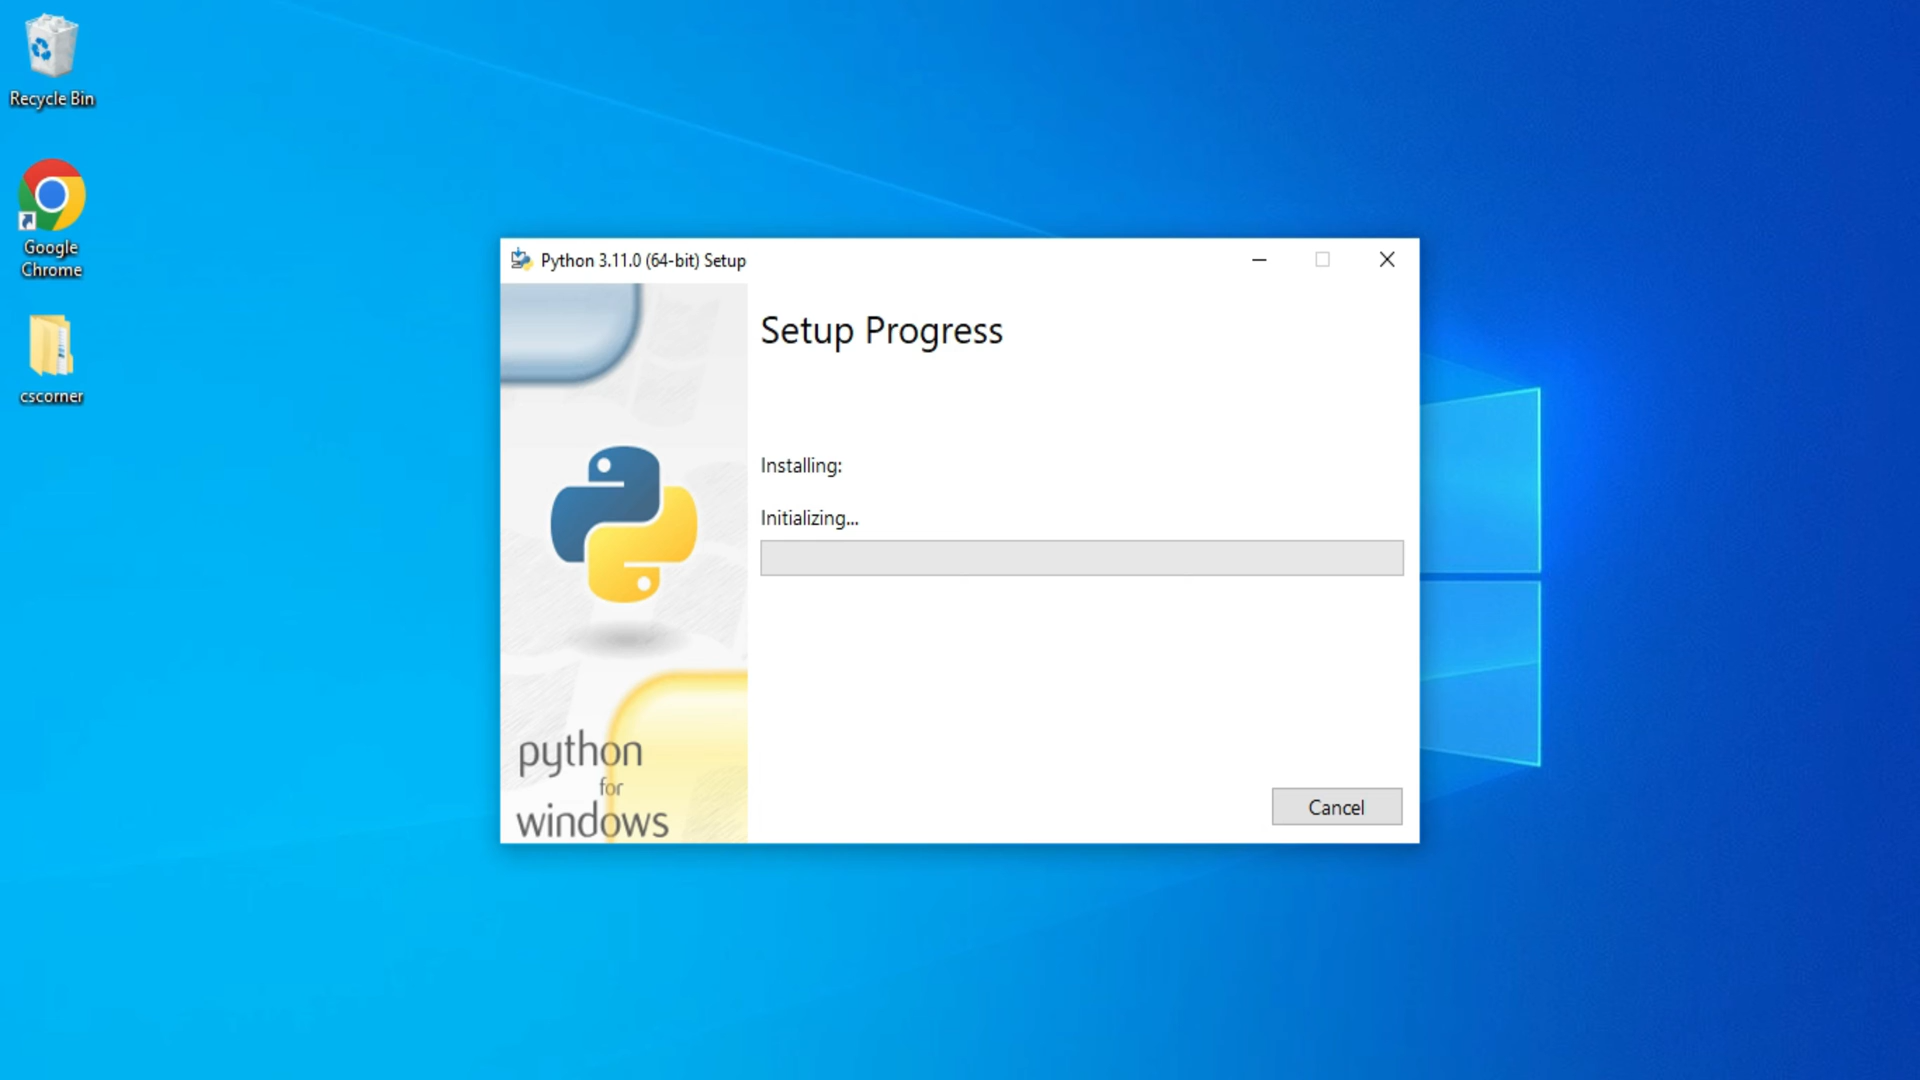 Recycle Bin
Google
Chrome
cscorner
Python 3.11.0 (64-bit) Setup
Setup Progress
Installing:
Initializing...
python
for
windows
Cancel